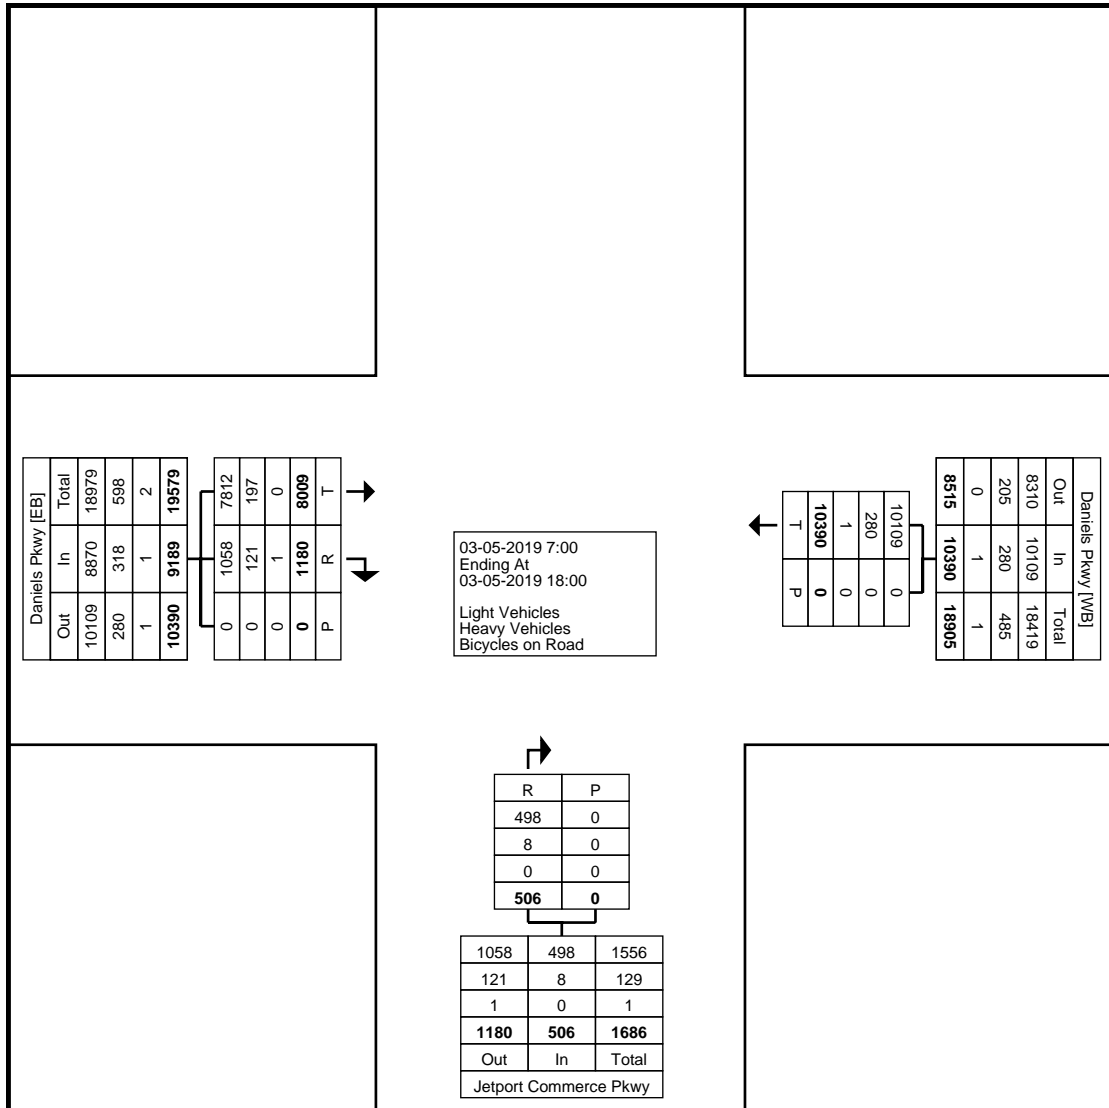 Daniels Pkwy [EB]
Out In Total
10109 8870 18979
280 318 598
1 1 2
10390 9189 19579
7812 1058 0
197 121 0
0 1 0
8009 1180 0
T R P
03-05-2019 7:00
Ending At
03-05-2019 18:00
Light Vehicles
Heavy Vehicles
Bicycles on Road
Daniels Pkwy [WB]
Out In Total
8310 10109 18419
205 280 485
0 1 1
8515 10390 18905
10109 0
280 0
1 0
10390 0
T P
R P
498 0
8 0
0 0
506 0
1058 498 1556
121 8 129
1 0 1
1180 506 1686
Out In Total
Jetport Commerce Pkwy